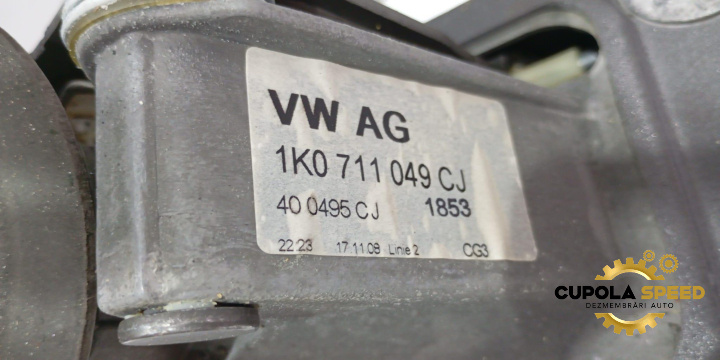 VW AG
1K0 711 049 CJ
40 0495 CJ 1853
22:23 17.11.09 Linie 2 CG3
CUPOLA SPEED
DEZMEMBRĂRI AUTO